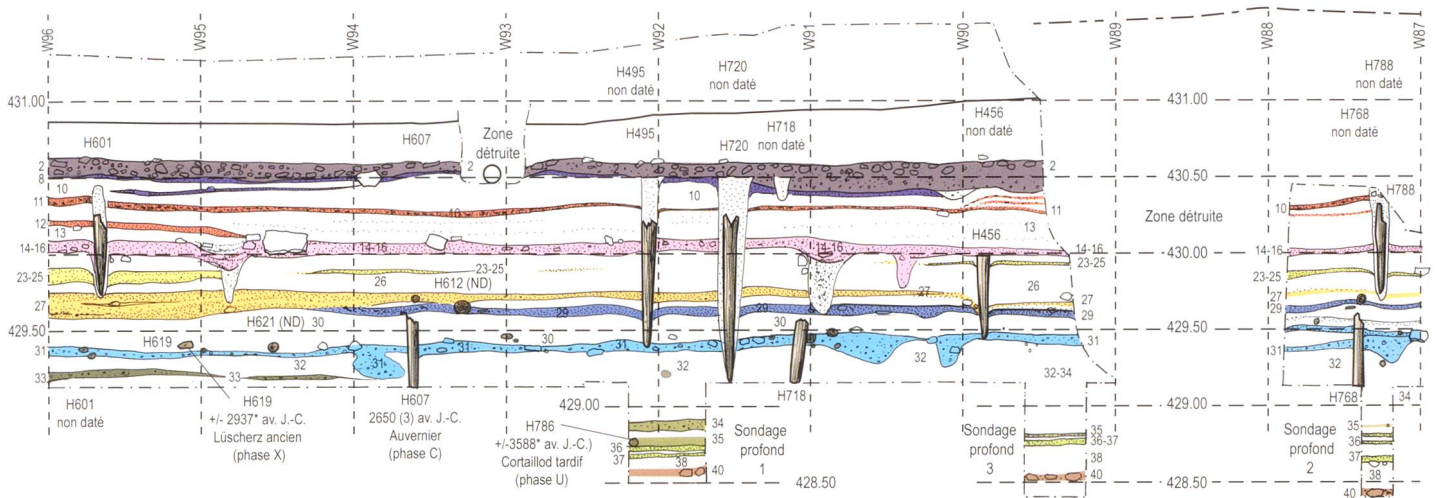 W96
W95
W94
W93
W92
W91
W90
W89
W88
W87
H495
non daté
H720
non daté
H788
non daté
431.00
431.00
H601
H607
Zone
détruite
H495
H720
H718
non daté
H456
non daté
H768
non daté
2
8
2
2
430.50
430.50
10
10
10
11
11
12
13
13
14-16
14-16
14-16
430.00
430.00
H456
14-16
23-25
Zone détruite
H788
10
14-16
23-25
23-25
23-25
26
H612 (ND)
26
27
27
27
29
29
27
29
429.50
429.50
H621 (ND)
30
30
30
H619
31
31
31
31
31
31
32
32
32
32
32-34
33
33
34
H601
non daté
H619
+/- 2937* av. J.-C.
Lüscherz ancien
(phase X)
H607
2650 (3) av. J.-C.
Auvernier
(phase C)
H786
+/-3588* av. J.-C.)
Cortaillod tardif
(phase U)
H718
H768
429.00
429.00
34
35
36
37
38
40
Sondage
profond
1
Sondage
profond
3
35
36-37
38
40
Sondage
profond
2
35
36
37
38
40
428.50
428.50